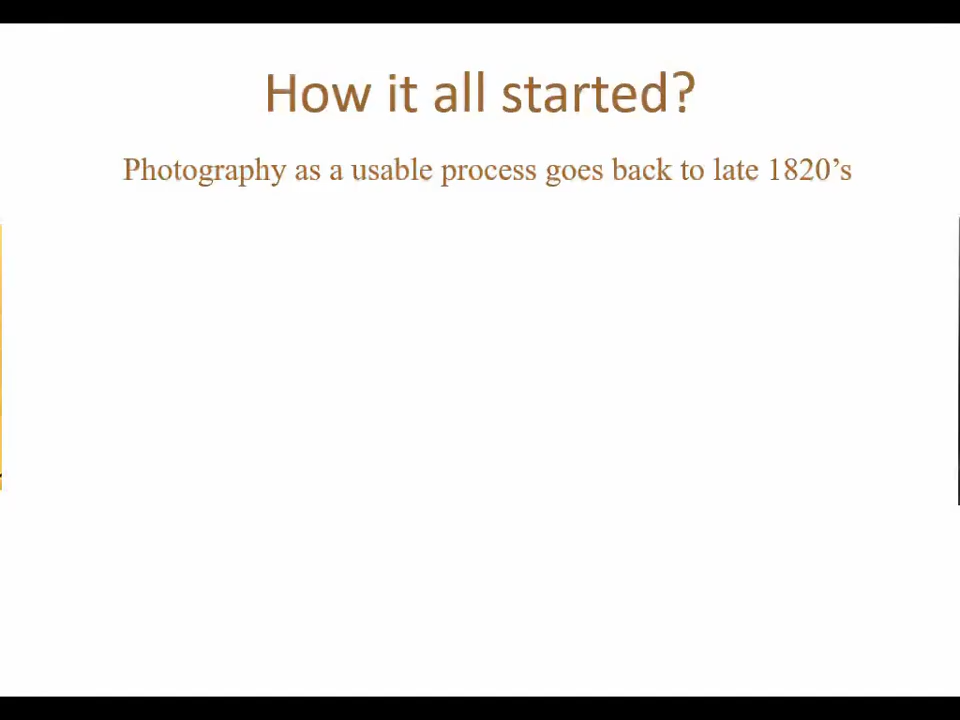 How it all started?
Photography as a usable process goes back to late 1820’s